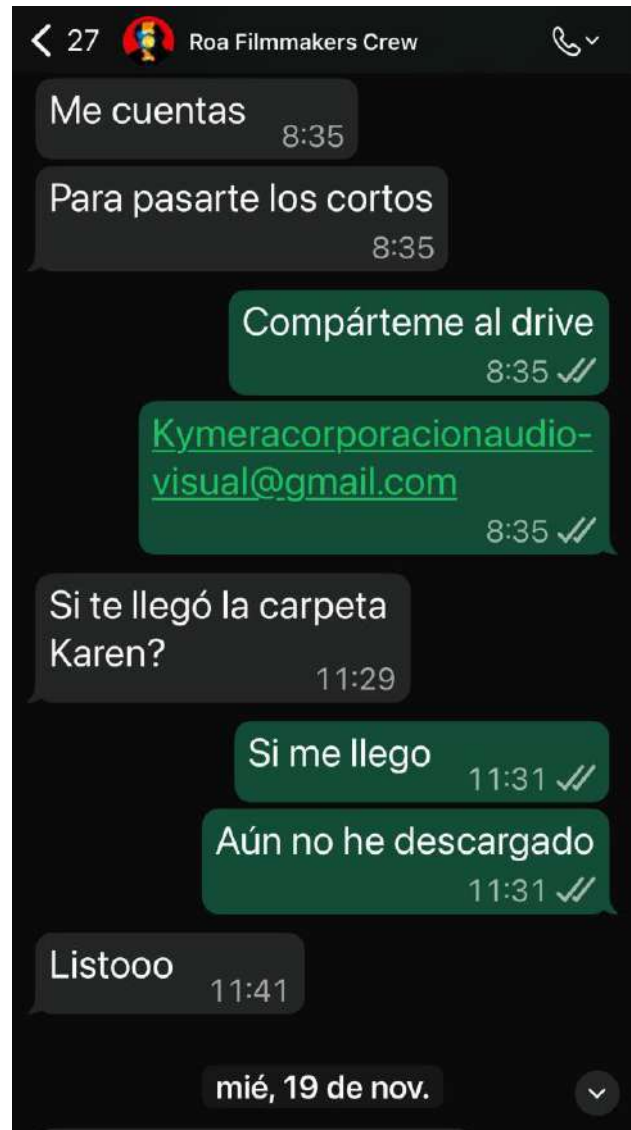 27 Roa Filmmakers Crew
Me cuentas
8:35
Para pasarte los cortos
8:35
Compárteme al drive
8:35
Kymeracorporacionaudio-
visual@gmail.com
8:35
Si te llegó la carpeta
Karen?
11:29
Si me llego
11:31
Aún no he descargado
11:31
Listooo
11:41
mié, 19 de nov.